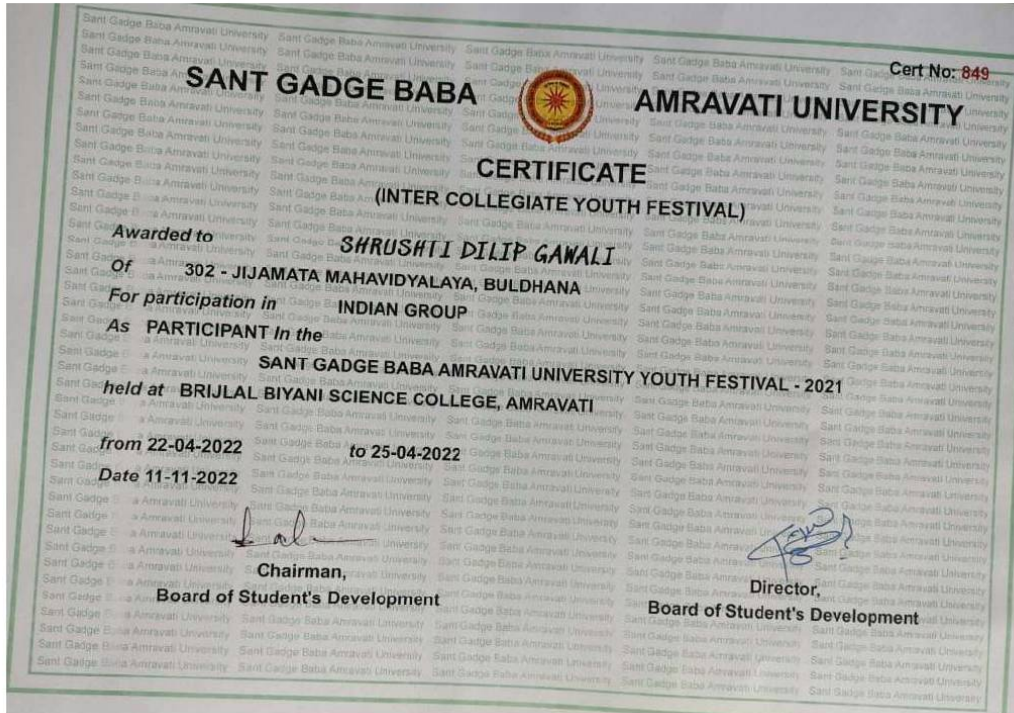 Cert No: 849
SANT GADGE BABA AMRAVATI UNIVERSITY
CERTIFICATE
(INTER COLLEGIATE YOUTH FESTIVAL)
Awarded to SHRUSHTI DILIP GAWALI
Of 302 - JIJAMATA MAHAVIDYALAYA, BULDHANA
For participation in INDIAN GROUP
As PARTICIPANT In the
SANT GADGE BABA AMRAVATI UNIVERSITY YOUTH FESTIVAL - 2021
held at BRIJLAL BIYANI SCIENCE COLLEGE, AMRAVATI
from 22-04-2022 to 25-04-2022
Date 11-11-2022
Chairman, Director,
Board of Student's Development Board of Student's Development